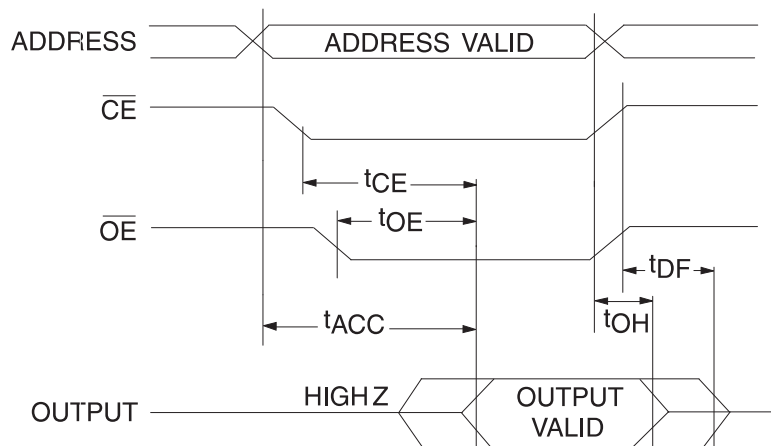 ADDRESS
ADDRESS VALID
CE
tCE
OE
tOE
tDF
tACC
tOH
OUTPUT
HIGH Z
OUTPUT
VALID